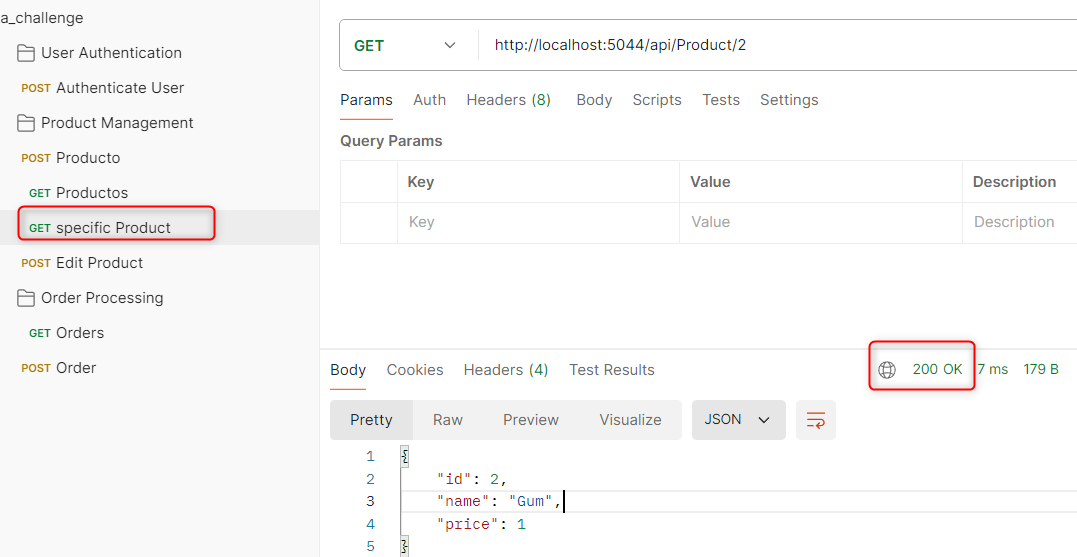 a_challenge
User Authentication
POST Authenticate User
Product Management
POST Producto
GET Productos
GET specific Product
POST Edit Product
Order Processing
GET Orders
POST Order
GET http://localhost:5044/api/Product/2
Params Auth Headers (8) Body Scripts Tests Settings
Query Params
Key Value Description
Key Value Description
Body Cookies Headers (4) Test Results 200 OK 7 ms 179 B
Pretty Raw Preview Visualize JSON
1 {
2 "id": 2,
3 "name": "Gum",
4 "price": 1
5 }